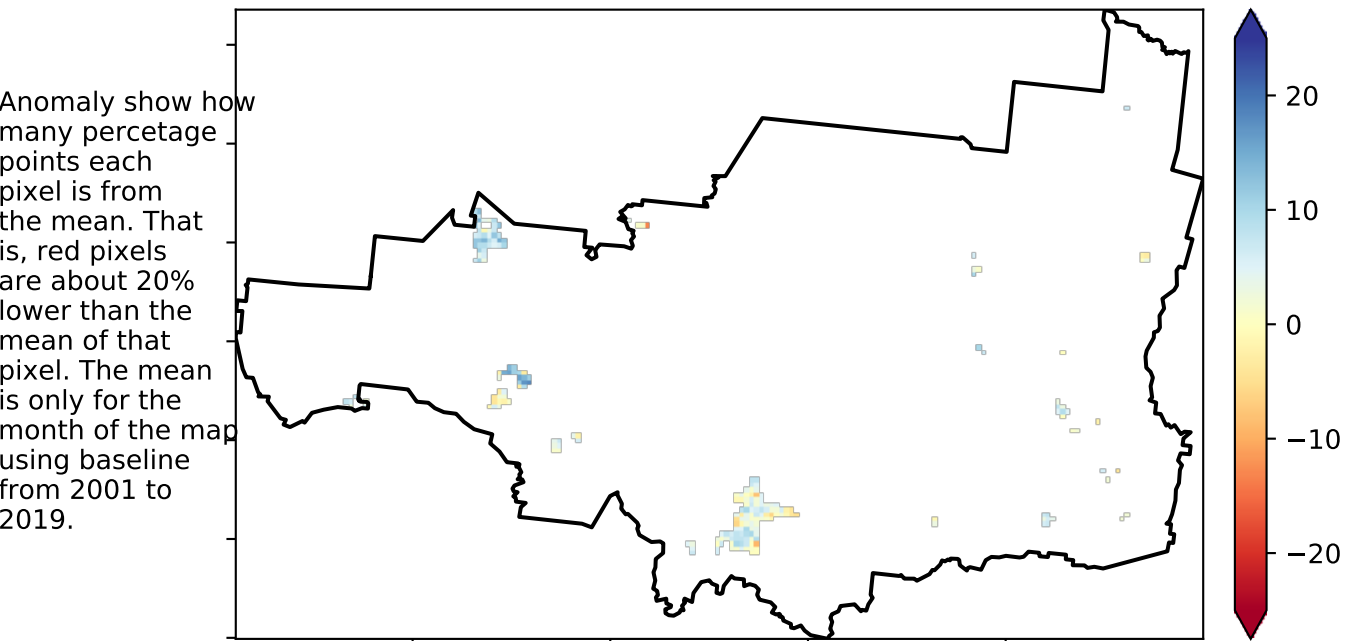 Anomaly show how
many percetage
points each
pixel is from
the mean. That
is, red pixels
are about 20%
lower than the
mean of that
pixel. The mean
is only for the
month of the map
using baseline
from 2001 to
2019.
20
10
0
−10
−20